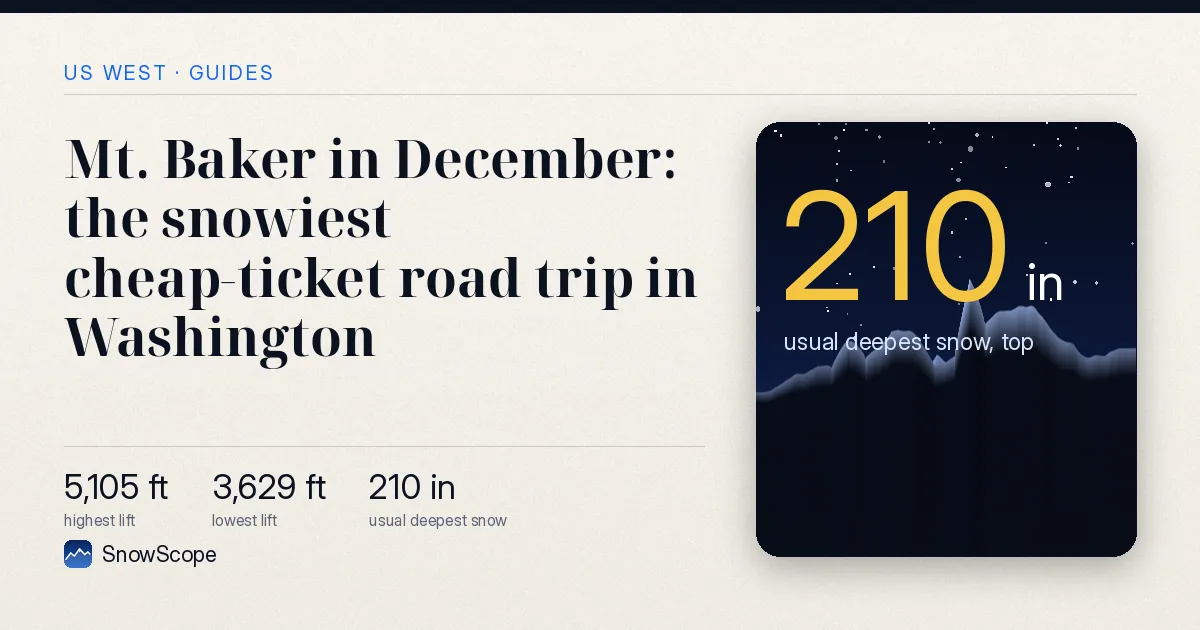 US WEST · GUIDES
Mt. Baker in December:
the snowiest
cheap-ticket road trip in
Washington
210 in
usual deepest snow, top
5,105 ft
highest lift
3,629 ft
lowest lift
210 in
usual deepest snow
SnowScope